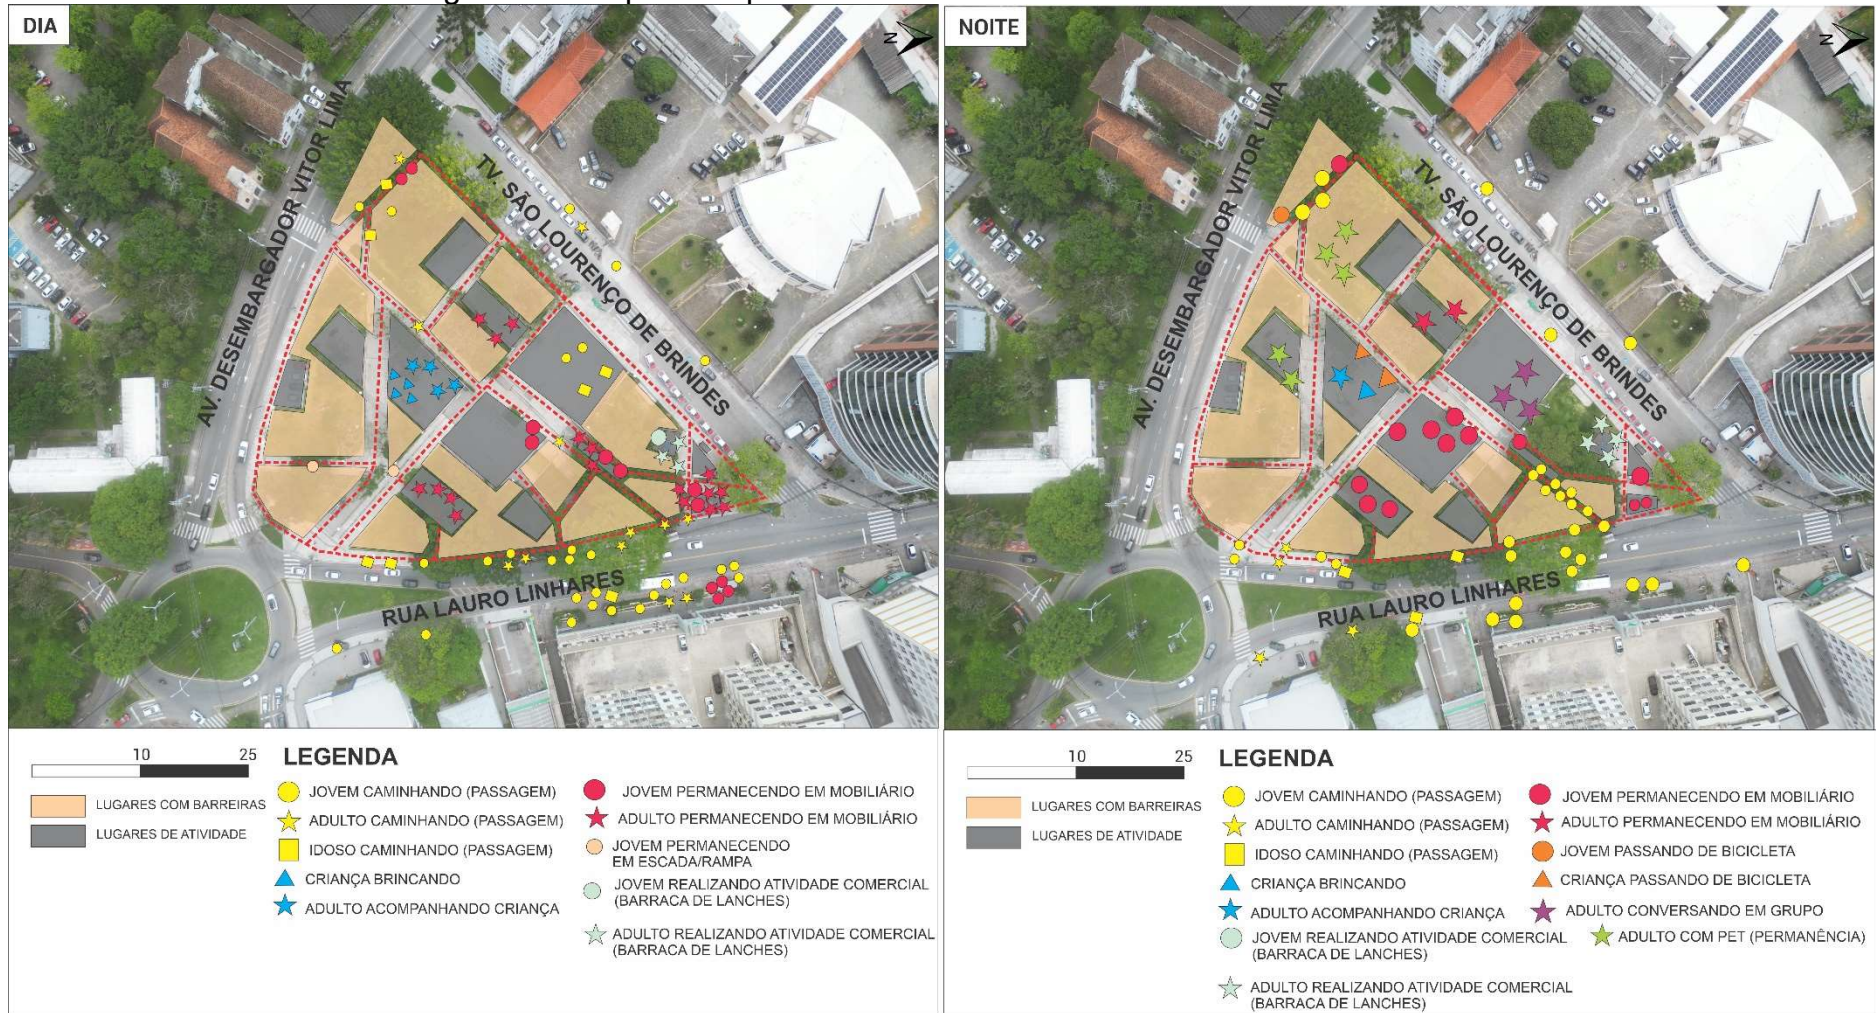 DIA
N
AV. DESEMBARGADOR VITOR LIMA
TV. SÃO LOURENÇO DE BRINDES
RUA LAURO LINHARES
10 25
LUGARES COM BARREIRAS
LUGARES DE ATIVIDADE
LEGENDA
JOVEM CAMINHANDO (PASSAGEM)
ADULTO CAMINHANDO (PASSAGEM)
IDOSO CAMINHANDO (PASSAGEM)
CRIANÇA BRINCANDO
ADULTO ACOMPANHANDO CRIANÇA
JOVEM PERMANECENDO EM MOBILIÁRIO
ADULTO PERMANECENDO EM MOBILIÁRIO
JOVEM PERMANECENDO
EM ESCADA/RAMPA
JOVEM REALIZANDO ATIVIDADE COMERCIAL
(BARRACA DE LANCHES)
ADULTO REALIZANDO ATIVIDADE COMERCIAL
(BARRACA DE LANCHES)
NOITE
N
AV. DESEMBARGADOR VITOR LIMA
TV. SÃO LOURENÇO DE BRINDES
RUA LAURO LINHARES
10 25
LUGARES COM BARREIRAS
LUGARES DE ATIVIDADE
LEGENDA
JOVEM CAMINHANDO (PASSAGEM)
ADULTO CAMINHANDO (PASSAGEM)
IDOSO CAMINHANDO (PASSAGEM)
CRIANÇA BRINCANDO
ADULTO ACOMPANHANDO CRIANÇA
JOVEM REALIZANDO ATIVIDADE COMERCIAL
(BARRACA DE LANCHES)
ADULTO REALIZANDO ATIVIDADE COMERCIAL
(BARRACA DE LANCHES)
JOVEM PERMANECENDO EM MOBILIÁRIO
ADULTO PERMANECENDO EM MOBILIÁRIO
JOVEM PASSANDO DE BICICLETA
CRIANÇA PASSANDO DE BICICLETA
ADULTO CONVERSANDO EM GRUPO
ADULTO COM PET (PERMANÊNCIA)